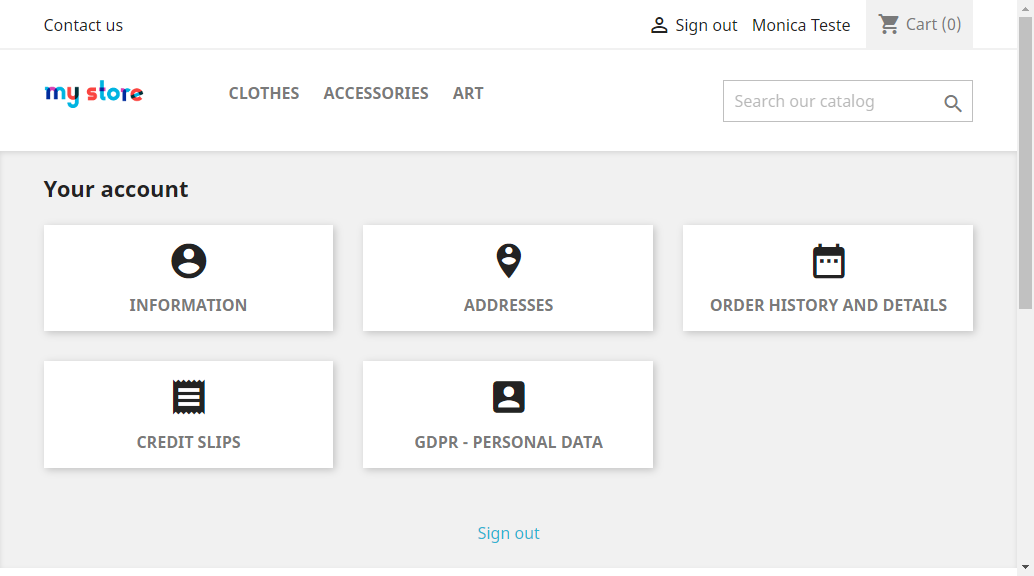 Contact us
Sign out
Monica Teste
Cart (0)
my store
CLOTHES
ACCESSORIES
ART
Search our catalog
Your account
INFORMATION
ADDRESSES
ORDER HISTORY AND DETAILS
CREDIT SLIPS
GDPR - PERSONAL DATA
Sign out